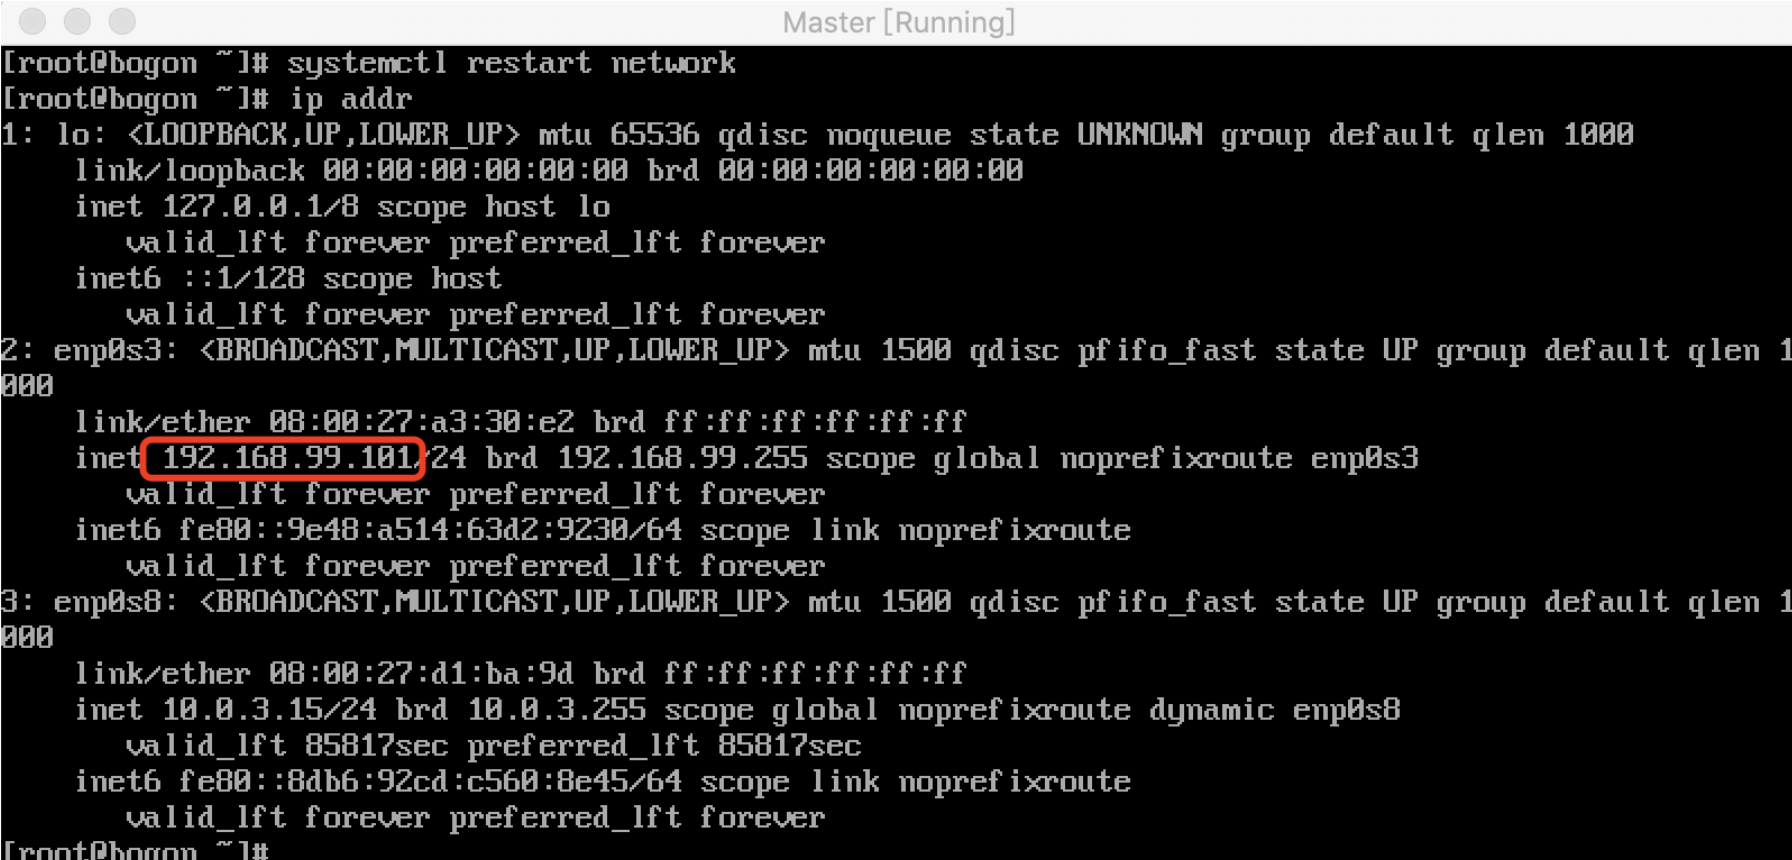 Master [Running]
[root@bogon ~]# systemctl restart network
[root@bogon ~]# ip addr
1: lo: <LOOPBACK,UP,LOWER_UP> mtu 65536 qdisc noqueue state UNKNOWN group default qlen 1000
link/loopback 00:00:00:00:00:00 brd 00:00:00:00:00:00
inet 127.0.0.1/8 scope host lo
valid_lft forever preferred_lft forever
inet6 ::1/128 scope host
valid_lft forever preferred_lft forever
2: enp0s3: <BROADCAST,MULTICAST,UP,LOWER_UP> mtu 1500 qdisc pfifo_fast state UP group default qlen 1
000
link/ether 08:00:27:a3:30:e2 brd ff:ff:ff:ff:ff:ff
inet 192.168.99.101/24 brd 192.168.99.255 scope global noprefixroute enp0s3
valid_lft forever preferred_lft forever
inet6 fe80::9e48:a514:63d2:9230/64 scope link noprefixroute
valid_lft forever preferred_lft forever
3: enp0s8: <BROADCAST,MULTICAST,UP,LOWER_UP> mtu 1500 qdisc pfifo_fast state UP group default qlen 1
000
link/ether 08:00:27:d1:ba:9d brd ff:ff:ff:ff:ff:ff
inet 10.0.3.15/24 brd 10.0.3.255 scope global noprefixroute dynamic enp0s8
valid_lft 85817sec preferred_lft 85817sec
inet6 fe80::8db6:92cd:c560:8e45/64 scope link noprefixroute
valid_lft forever preferred_lft forever
[root@bogon ~]#